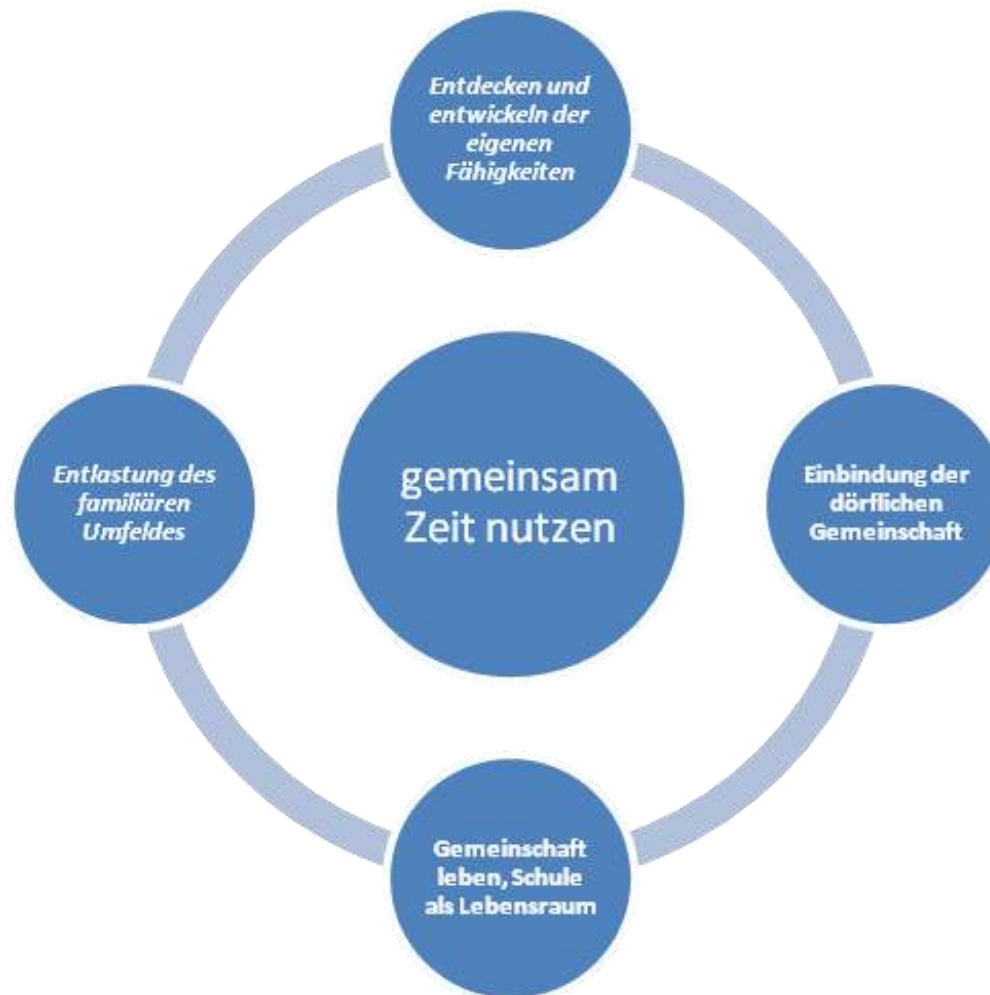 Entdecken und
entwickeln der
eigenen
Fähigkeiten
Entlastung des
familiären
Umfeldes
gemeinsam
Zeit nutzen
Einbindung der
dörflichen
Gemeinschaft
Gemeinschaft
leben, Schule
als Lebensraum